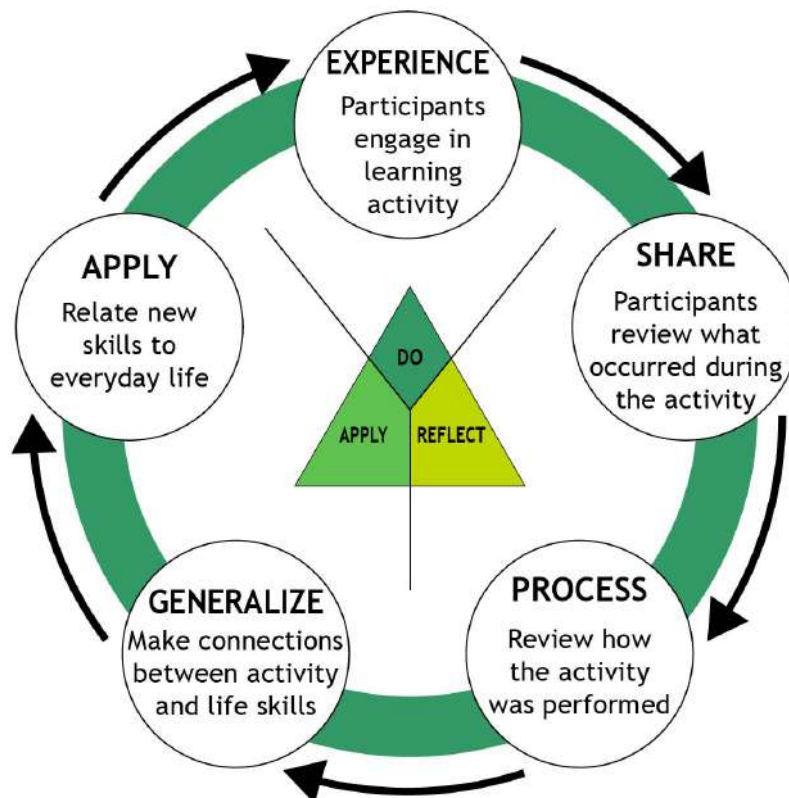 EXPERIENCE
Participants
engage in
learning
activity
SHARE
Participants
review what
occurred during
the activity
PROCESS
Review how
the activity
was performed
GENERALIZE
Make connections
between activity
and life skills
APPLY
Relate new
skills to
everyday life
DO
APPLY
REFLECT